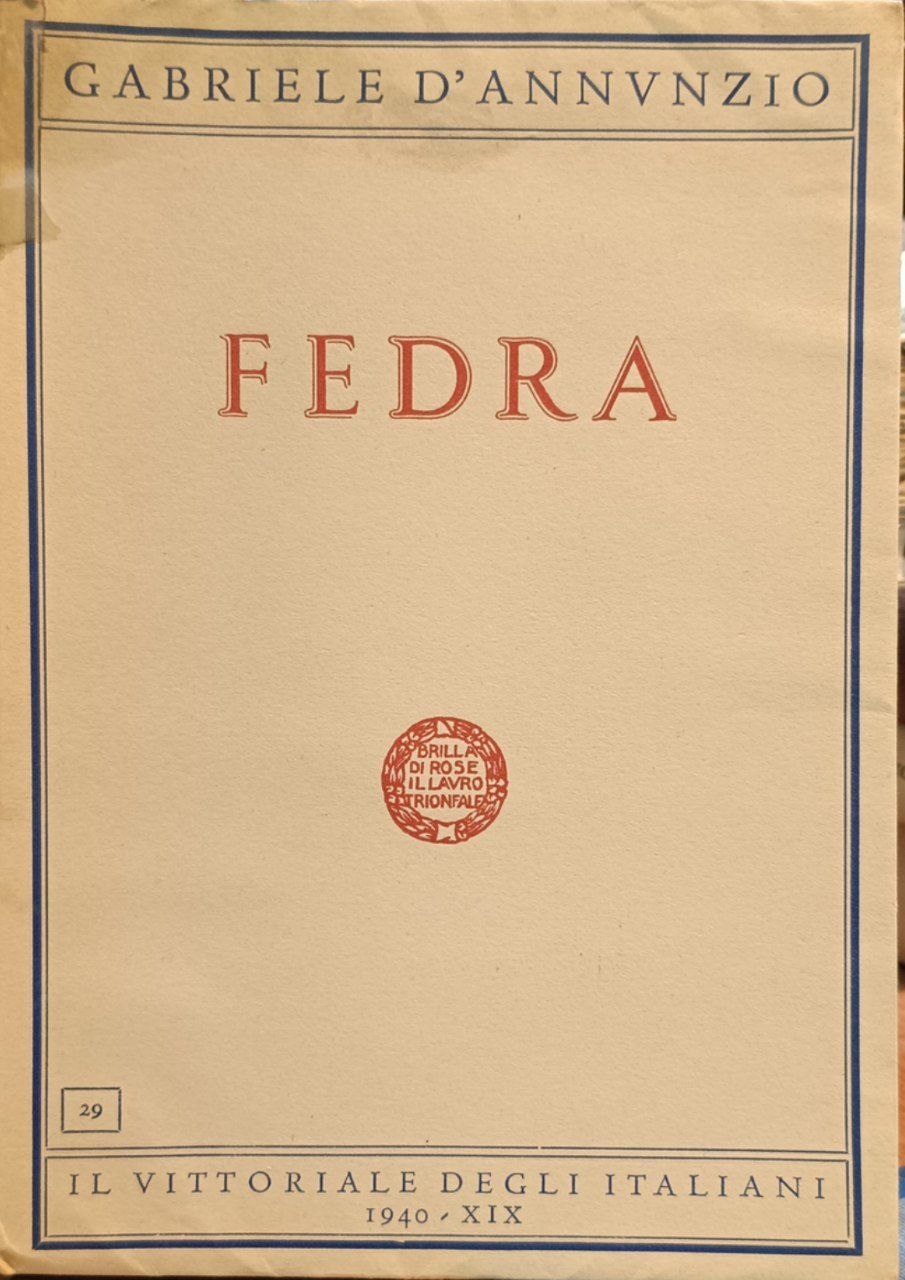 GABRIELE D'ANNVNZIO
FEDRA
BRILLA
DI ROSE
IL LAVRO
TRIONFALE
29
IL VITTORIALE DEGLI ITALIANI
1940 - XIX